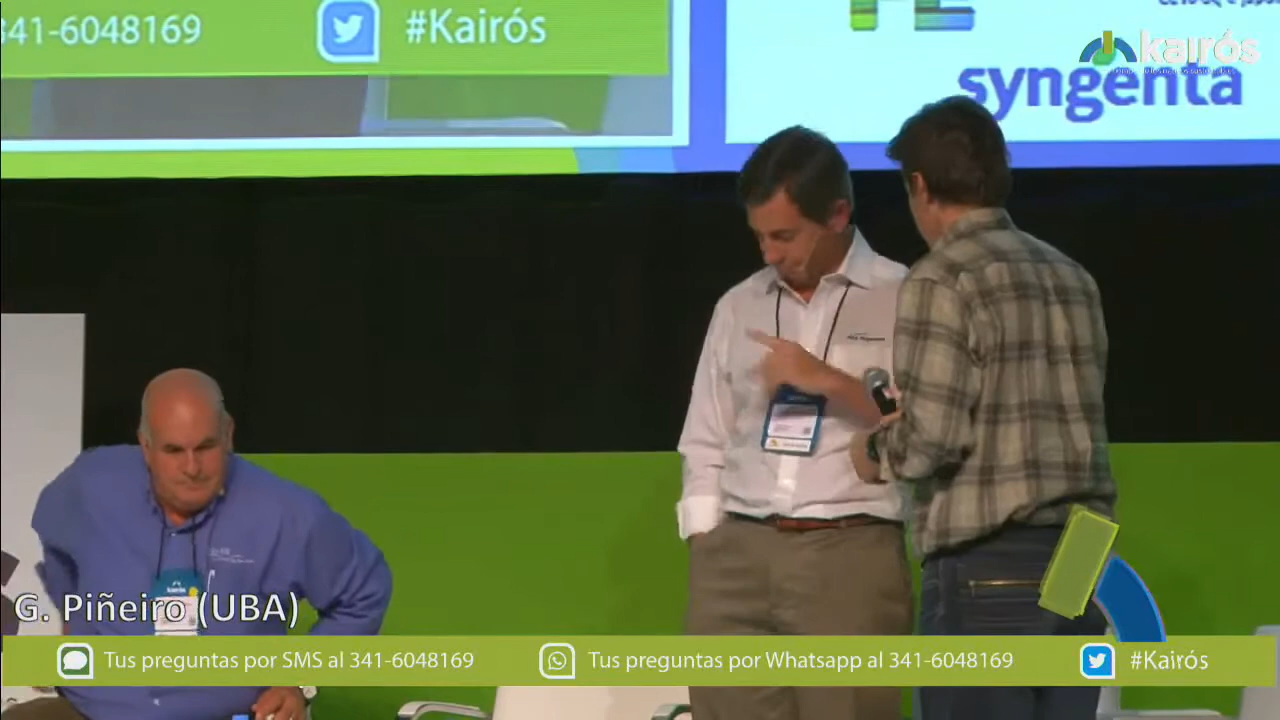 341-6048169
#Kairós
kairós
syngenta
G. Piñeiro (UBA)
Tus preguntas por SMS al 341-6048169
Tus preguntas por Whatsapp al 341-6048169
#Kairós